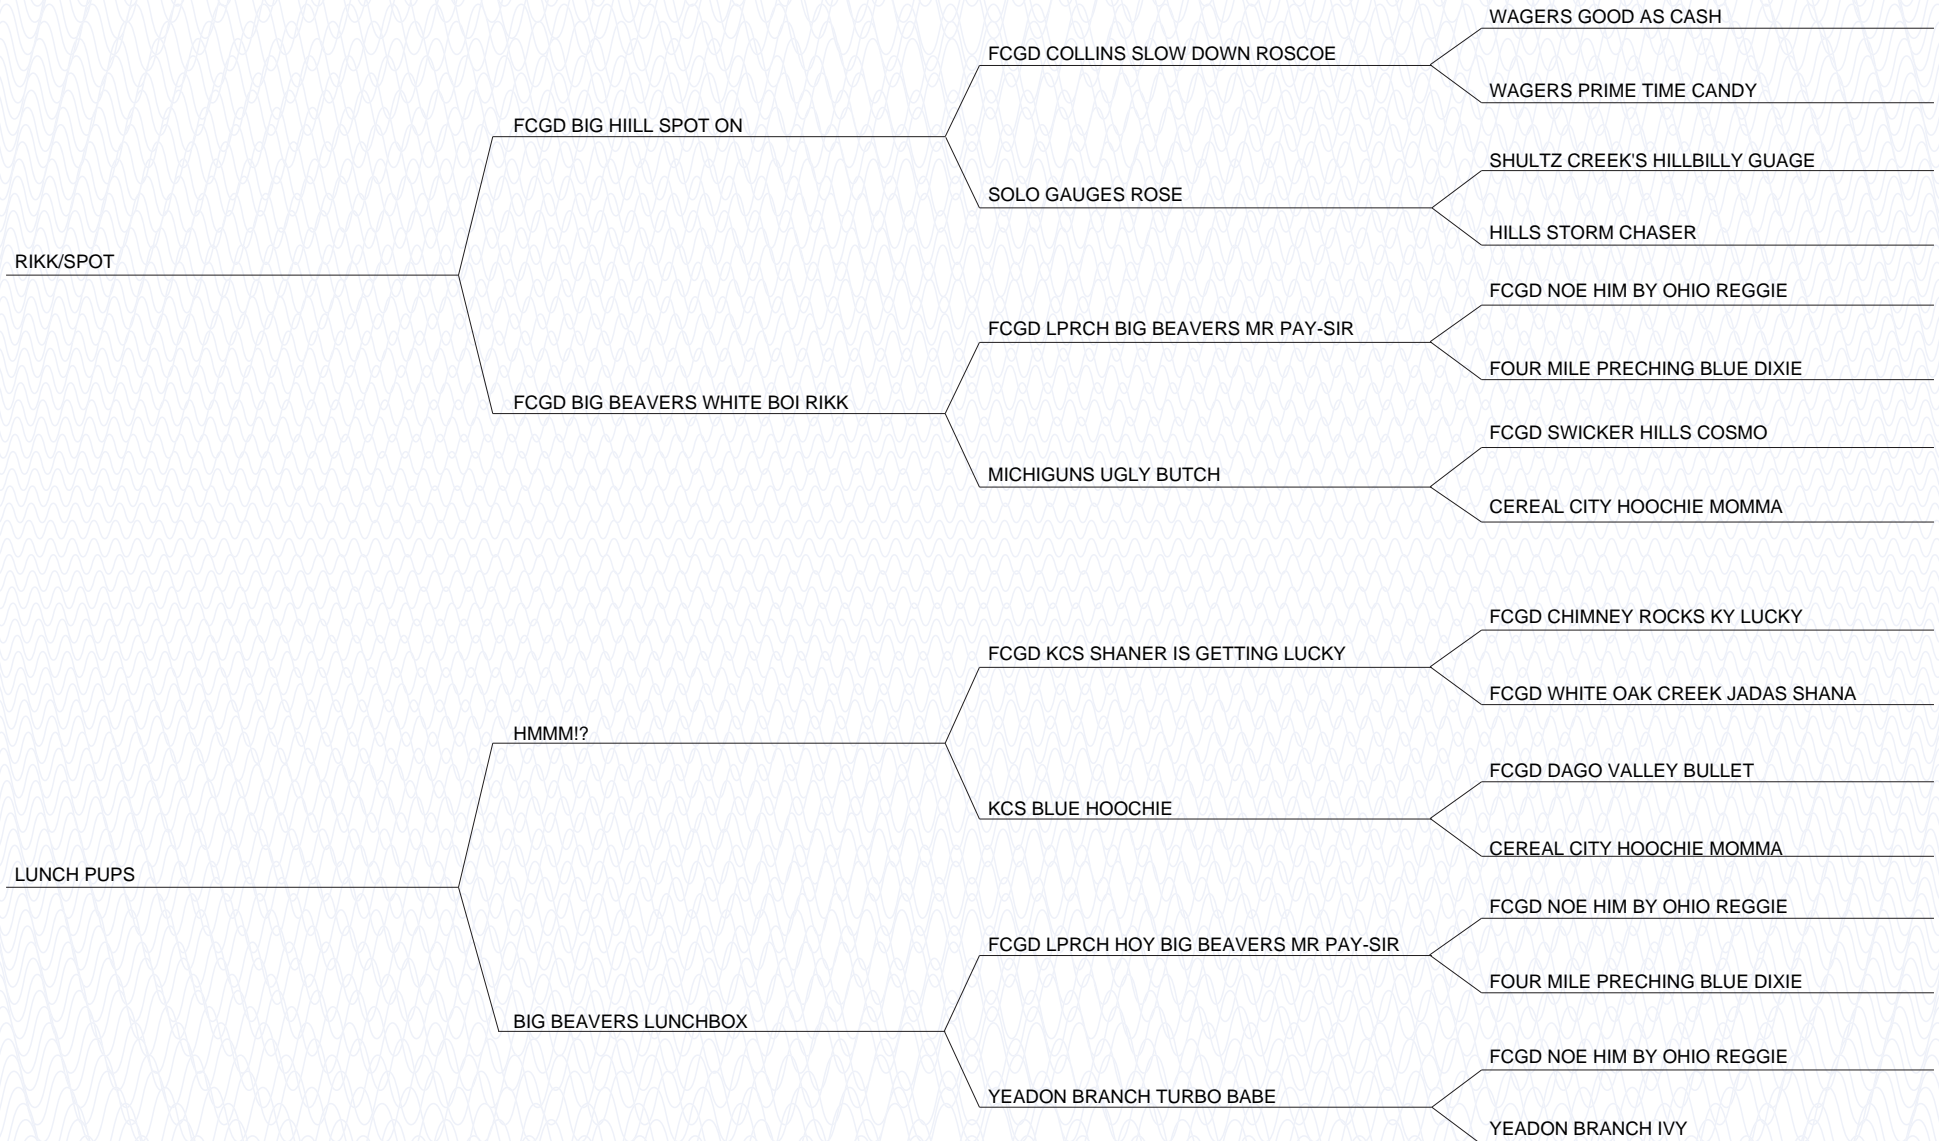 WAGERS GOOD AS CASH
FCGD COLLINS SLOW DOWN ROSCOE
WAGERS PRIME TIME CANDY
FCGD BIG HIILL SPOT ON
SHULTZ CREEK'S HILLBILLY GUAGE
SOLO GAUGES ROSE
HILLS STORM CHASER
RIKK/SPOT
FCGD NOE HIM BY OHIO REGGIE
FCGD LPRCH BIG BEAVERS MR PAY-SIR
FOUR MILE PRECHING BLUE DIXIE
FCGD BIG BEAVERS WHITE BOI RIKK
FCGD SWICKER HILLS COSMO
MICHIGUNS UGLY BUTCH
CEREAL CITY HOOCHIE MOMMA
FCGD CHIMNEY ROCKS KY LUCKY
FCGD KCS SHANER IS GETTING LUCKY
FCGD WHITE OAK CREEK JADAS SHANA
HMMM!?
FCGD DAGO VALLEY BULLET
KCS BLUE HOOCHIE
CEREAL CITY HOOCHIE MOMMA
LUNCH PUPS
FCGD NOE HIM BY OHIO REGGIE
FCGD LPRCH HOY BIG BEAVERS MR PAY-SIR
FOUR MILE PRECHING BLUE DIXIE
BIG BEAVERS LUNCHBOX
FCGD NOE HIM BY OHIO REGGIE
YEADON BRANCH TURBO BABE
YEADON BRANCH IVY